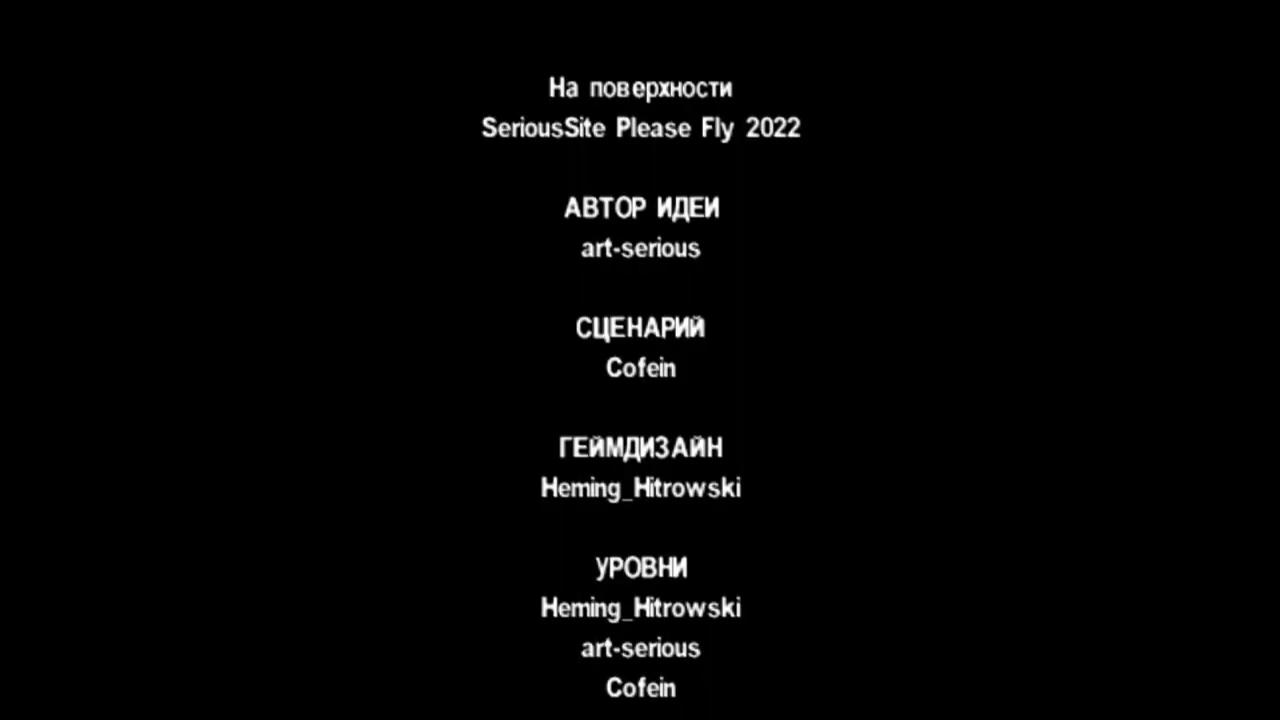 На поверхности
SeriousSite Please Fly 2022
АВТОР ИДЕИ
art-serious
СЦЕНАРИЙ
Cofein
ГЕЙМДИЗАЙН
Heming_Hitrowski
УРОВНИ
Heming_Hitrowski
art-serious
Cofein